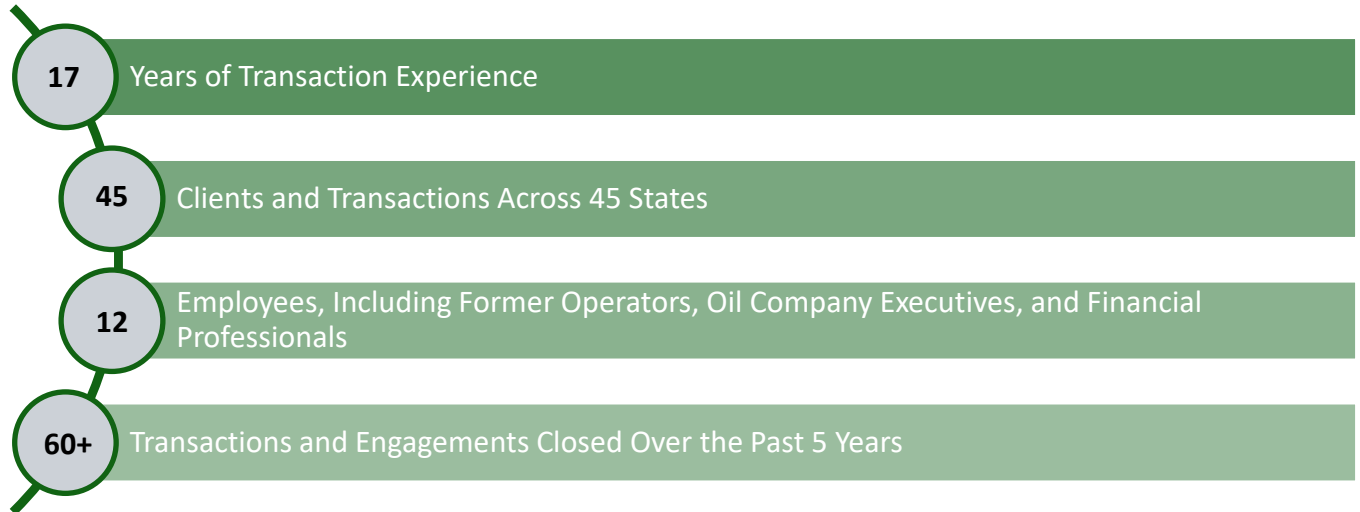 17
Years of Transaction Experience
45
Clients and Transactions Across 45 States
12
Employees, Including Former Operators, Oil Company Executives, and Financial
Professionals
60+
Transactions and Engagements Closed Over the Past 5 Years